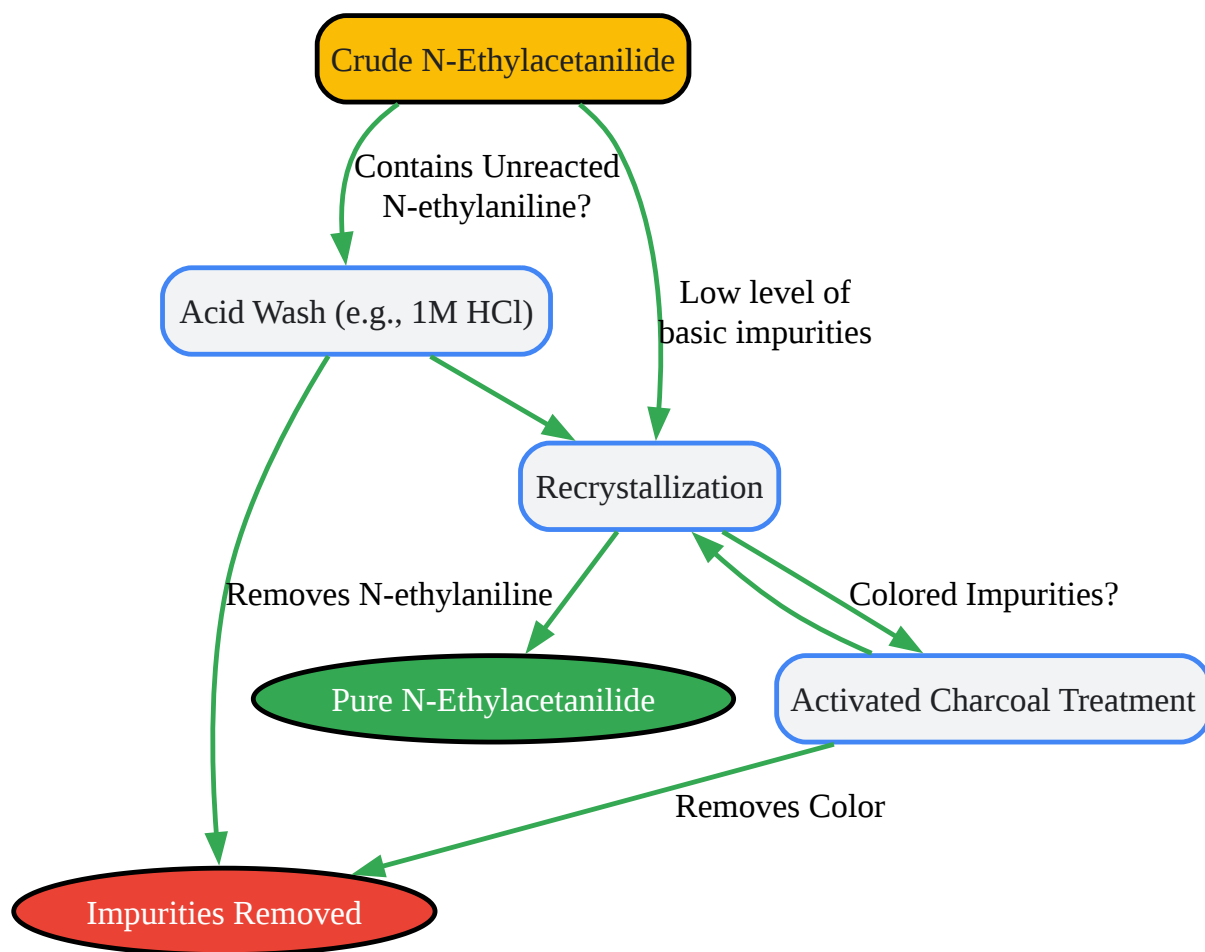 Crude N-Ethylacetanilide
Contains Unreacted
N-ethylaniline?
Low level of
basic impurities
Acid Wash (e.g., 1M HCl)
Recrystallization
Removes N-ethylaniline
Colored Impurities?
Pure N-Ethylacetanilide
Activated Charcoal Treatment
Removes Color
Impurities Removed